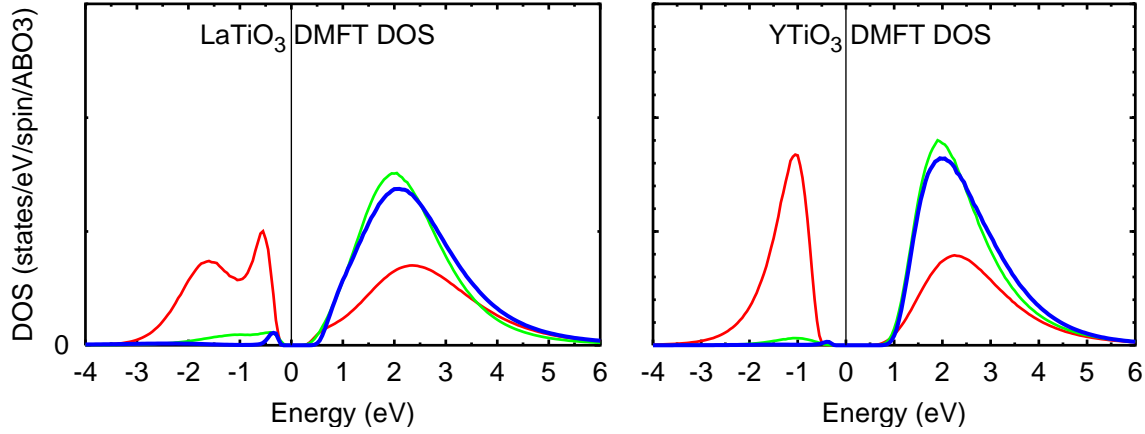 LaTiO3 DMFT DOS
DOS (states/eV/spin/ABO3)
0
-4 -3 -2 -1 0 1 2 3 4 5 6
Energy (eV)
YTiO3 DMFT DOS
-4 -3 -2 -1 0 1 2 3 4 5 6
Energy (eV)